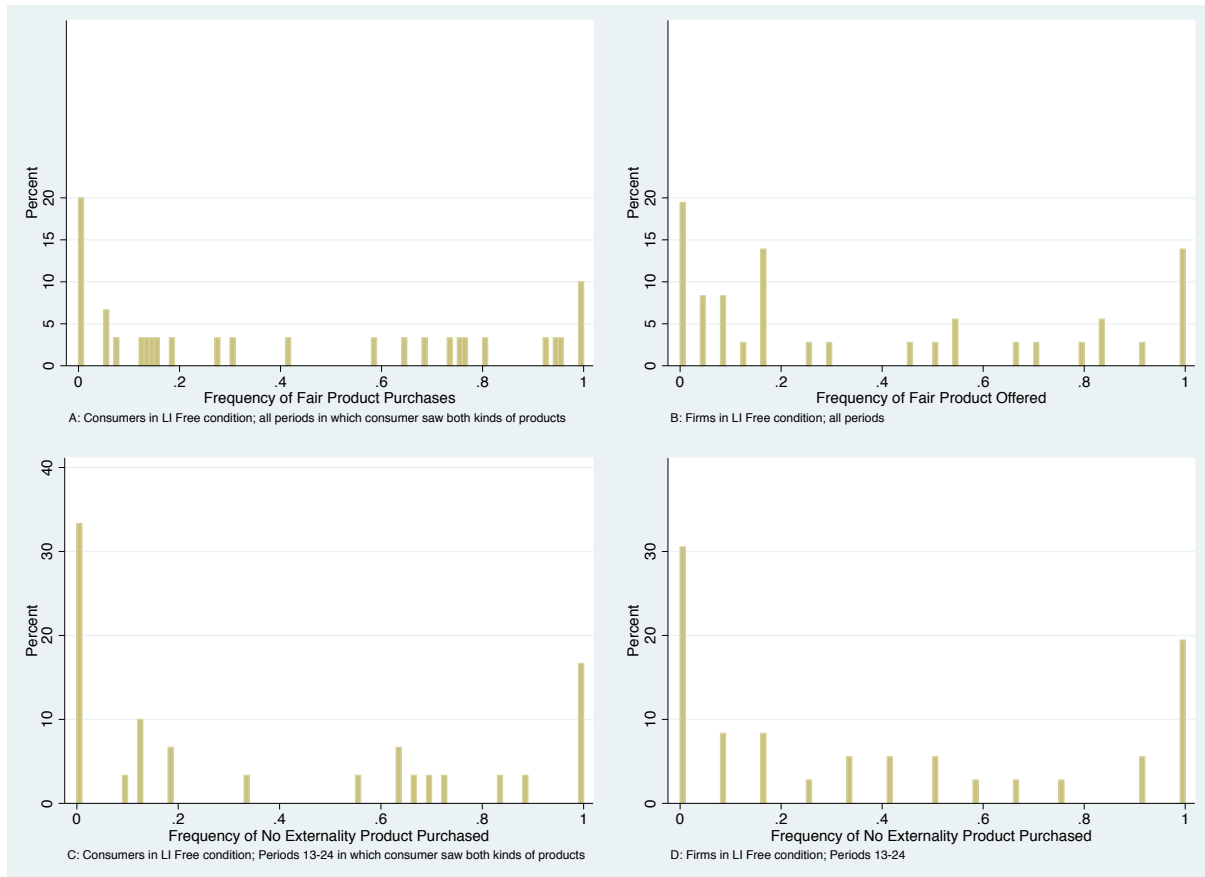 Percent
0 5 10 15 20
0 .2 .4 .6 .8 1
Frequency of Fair Product Purchases
A: Consumers in LI Free condition; all periods in which consumer saw both kinds of products
Percent
0 5 10 15 20
0 .2 .4 .6 .8 1
Frequency of Fair Product Offered
B: Firms in LI Free condition; all periods
Percent
0 10 20 30 40
0 .2 .4 .6 .8 1
Frequency of No Externality Product Purchased
C: Consumers in LI Free condition; Periods 13-24 in which consumer saw both kinds of products
Percent
0 10 20 30
0 .2 .4 .6 .8 1
Frequency of No Externality Product Purchased
D: Firms in LI Free condition; Periods 13-24